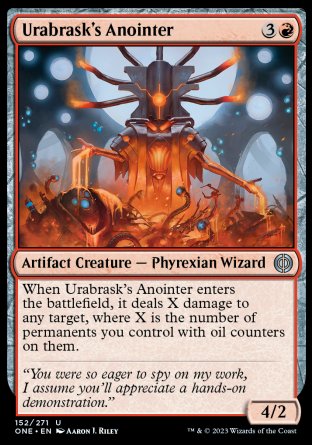 Urabrask's Anointer 3
Artifact Creature — Phyrexian Wizard
When Urabrask's Anointer enters
the battlefield, it deals X damage to
any target, where X is the number of
permanents you control with oil counters
on them.
"You were so eager to spy on my work,
I assume you'll appreciate a hands-on
demonstration."
4/2
152/271 U
ONE • EN Aaron J. Riley ™ & © 2023 Wizards of the Coast